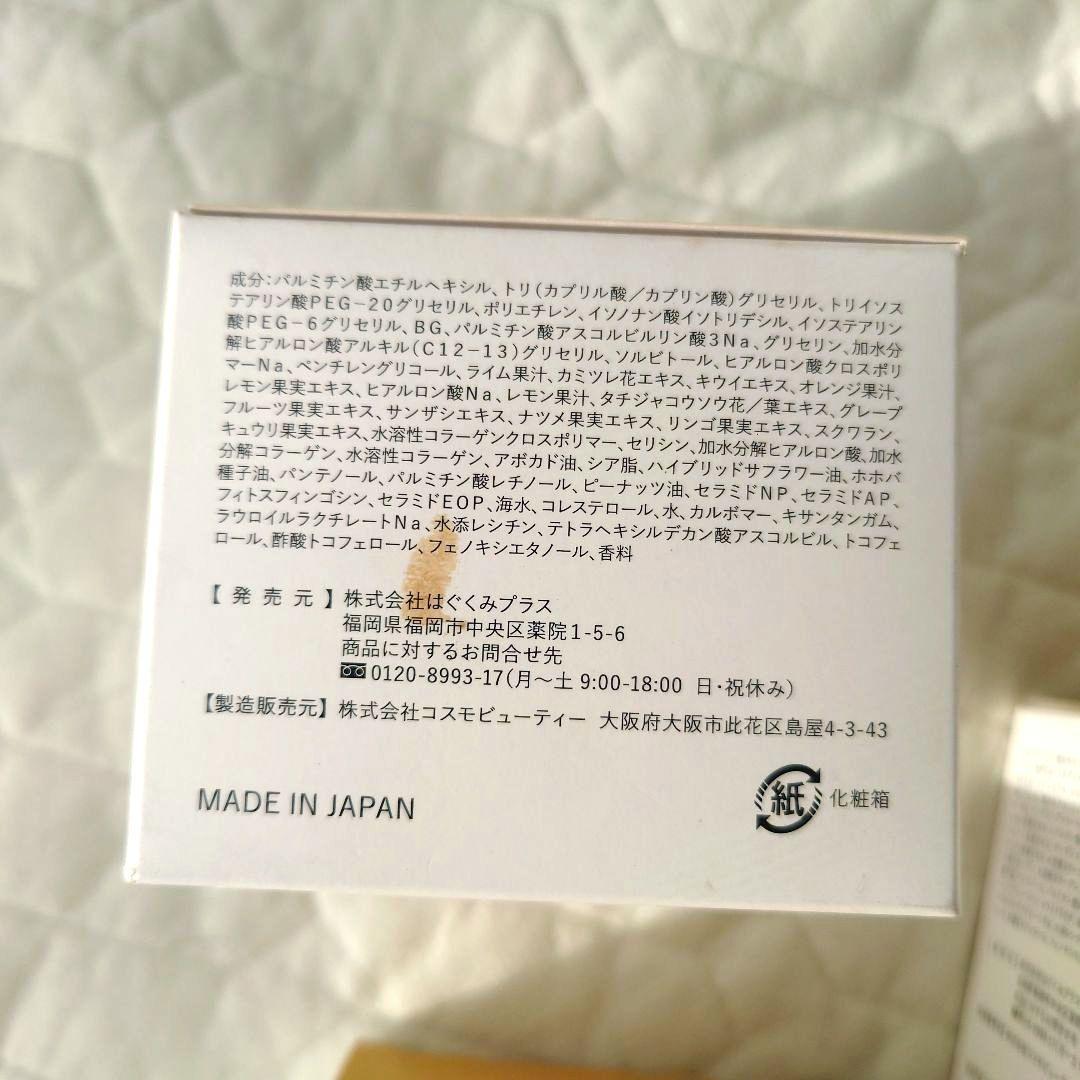 成分:パルミチン酸エチルヘキシル、トリ(カプリル酸/カプリン酸)グリセリル、トリイソス
テアリン酸PEG-20グリセリル、ポリエチレン、イソノナン酸イソトリデシル、イソステアリン
酸PEG-6グリセリル、BG、パルミチン酸アスコルビルリン酸3Na、グリセリン、加水分
解ヒアルロン酸アルキル(C12-13)グリセリル、ソルビトール、ヒアルロン酸クロスポリ
マーNa、ペンチレングリコール、ライム果汁、カミツレ花エキス、キウイエキス、オレンジ果汁、
レモン果実エキス、ヒアルロン酸Na、レモン果汁、タチジャコウソウ花/葉エキス、グレープ
フルーツ果実エキス、サンザシエキス、ナツメ果実エキス、リンゴ果実エキス、スクワラン、
キュウリ果実エキス、水溶性コラーゲンクロスポリマー、セリシン、加水分解ヒアルロン酸、加水
分解コラーゲン、水溶性コラーゲン、アボカド油、シア脂、ハイブリッドサフラワー油、ホホバ
種子油、パンテノール、パルミチン酸レチノール、ピーナッツ油、セラミドNP、セラミドAP、
フィトスフィンゴシン、セラミドEOP、海水、コレステロール、水、カルボマー、キサンタンガム、
ラウロイルラクチレートNa、水添レシチン、テトラヘキシルデカン酸アスコルビル、トコフェ
ロール、酢酸トコフェロール、フェノキシエタノール、香料
【発売元】株式会社はぐくみプラス
福岡県福岡市中央区薬院1-5-6
商品に対するお問合せ先
0120-8993-17(月〜土 9:00-18:00 日・祝休み)
【製造販売元】株式会社コスモビューティー 大阪府大阪市此花区島屋4-3-43
MADE IN JAPAN
紙 化粧箱